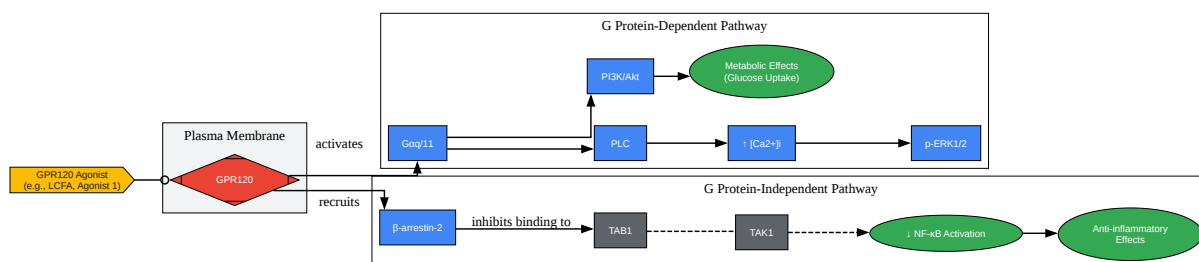 G Protein-Dependent Pathway
PI3K/Akt
Metabolic Effects
(Glucose Uptake)
Plasma Membrane
activates
Gαq/11
PLC
↑ [Ca2+]i
p-ERK1/2
GPR120 Agonist
(e.g., LCFA, Agonist 1)
GPR120
recruits
G Protein-Independent Pathway
β-arrestin-2
inhibits binding to
TAB1
TAK1
↓ NF-κB Activation
Anti-inflammatory
Effects